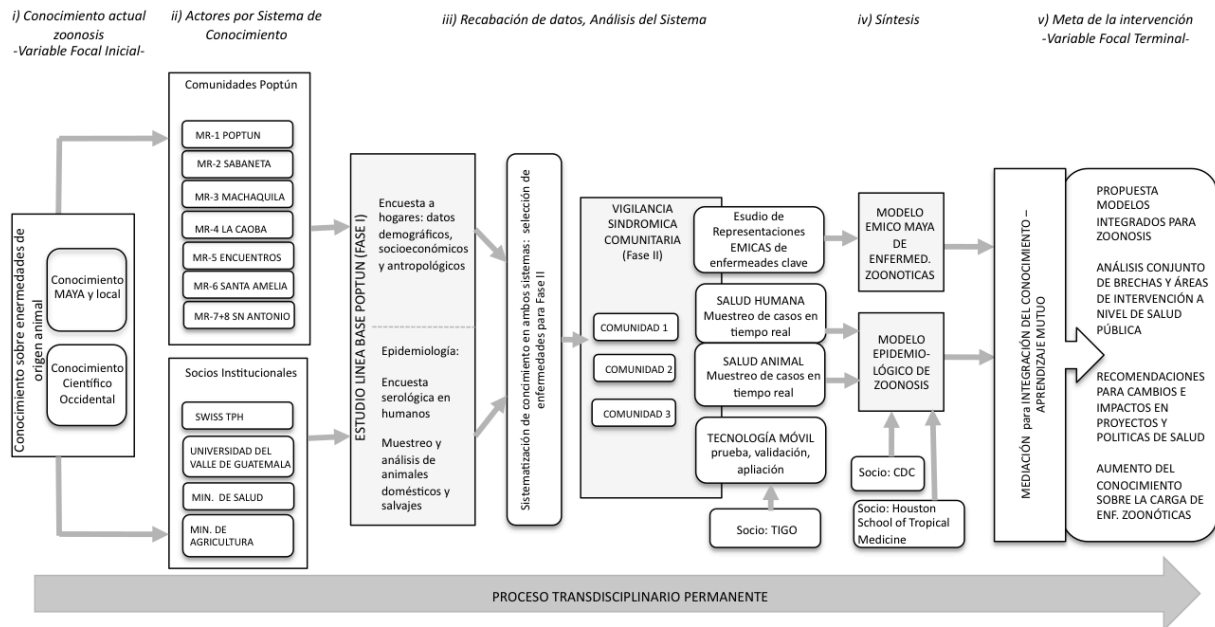 i) Conocimiento actual
zoonosis
-Variable Focal Inicial-
ii) Actores por Sistema de
Conocimiento
iii) Recabación de datos, Análisis del Sistema
iv) Síntesis
v) Meta de la intervención
-Variable Focal Terminal-
Conocimiento sobre enermedades de
origen animal
Conocimiento
MAYA y local
Conocimiento
Científico
Occidental
Comunidades Poptún
MR-1 POPTUN
MR-2 SABANETA
MR-3 MACHAQUILA
MR-4 LA CAOBA
MR-5 ENCUENTROS
MR-6 SANTA AMELIA
MR-7+8 SN ANTONIO
Socios Institucionales
SWISS TPH
UNIVERSIDAD DEL
VALLE DE GUATEMALA
MIN. DE SALUD
MIN. DE
AGRICULTURA
ESTUDIO LINEA BASE POPTUN (FASE I)
Encuesta a
hogares: datos
demográficos,
socioeconómicos
y antropológicos
Epidemiología:
Encuesta
serológica en
humanos
Muestreo y
análisis de
animales
domésticos y
salvajes
Sistematización de concimiento en ambos sistemas: selección de
enfermedades para Fase II
VIGILANCIA
SINDROMICA
COMUNITARIA
(Fase II)
COMUNIDAD 1
COMUNIDAD 2
COMUNIDAD 3
Esudio de
Representaciones
EMICAS de
enfermeades clave
SALUD HUMANA
Muestreo de casos en
tiempo real
SALUD ANIMAL
Muestreo de casos en
tiempo real
TECNOLOGÍA MÓVIL
prueba, validación,
apliación
Socio: TIGO
MODELO
EMICO MAYA
DE
ENFERMED.
ZOONOTICAS
MODELO
EPIDEMIO-
LÓGICO DE
ZOONOSIS
Socio: CDC
Socio: Houston
School of Tropical
Medicine
MEDIACIÓN para INTEGRACIÓN DEL CONOCIMIENTO –
APRENDIZAJE MUTUO
PROPUESTA
MODELOS
INTEGRADOS PARA
ZOONOSIS
ANÁLISIS CONJUNTO
DE BRECHAS Y ÁREAS
DE INTERVENCIÓN A
NIVEL DE SALUD
PÚBLICA
RECOMENDACIONES
PARA CAMBIOS E
IMPACTOS EN
PROYECTOS Y
POLITICAS DE SALUD
AUMENTO DEL
CONOCIMIENTO
SOBRE LA CARGA DE
ENF. ZOONÓTICAS
PROCESO TRANSDISCIPLINARIO PERMANENTE